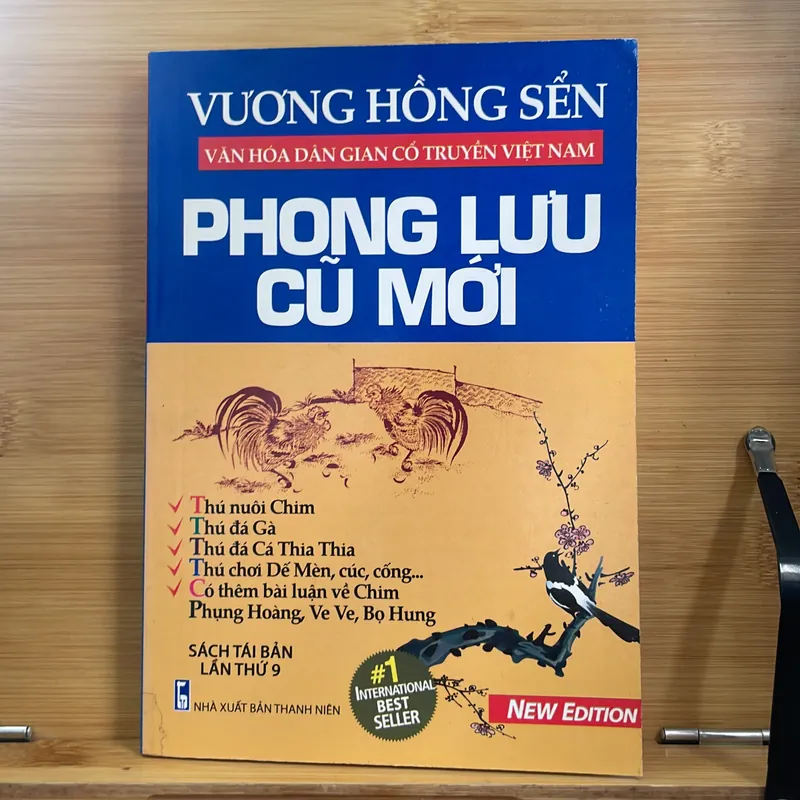 VƯƠNG HỒNG SỂN
VĂN HÓA DÂN GIAN CỔ TRUYỀN VIỆT NAM
PHONG LƯU
CŨ MỚI
Thú nuôi Chim
Thú đá Gà
Thú đá Cá Thia Thia
Thú chơi Dế Mèn, cúc, cống...
Có thêm bài luận về Chim
Phụng Hoàng, Ve Ve, Bọ Hung
SÁCH TÁI BẢN
LẦN THỨ 9
NHÀ XUẤT BẢN THANH NIÊN
#1
INTERNATIONAL
BEST
SELLER
NEW EDITION